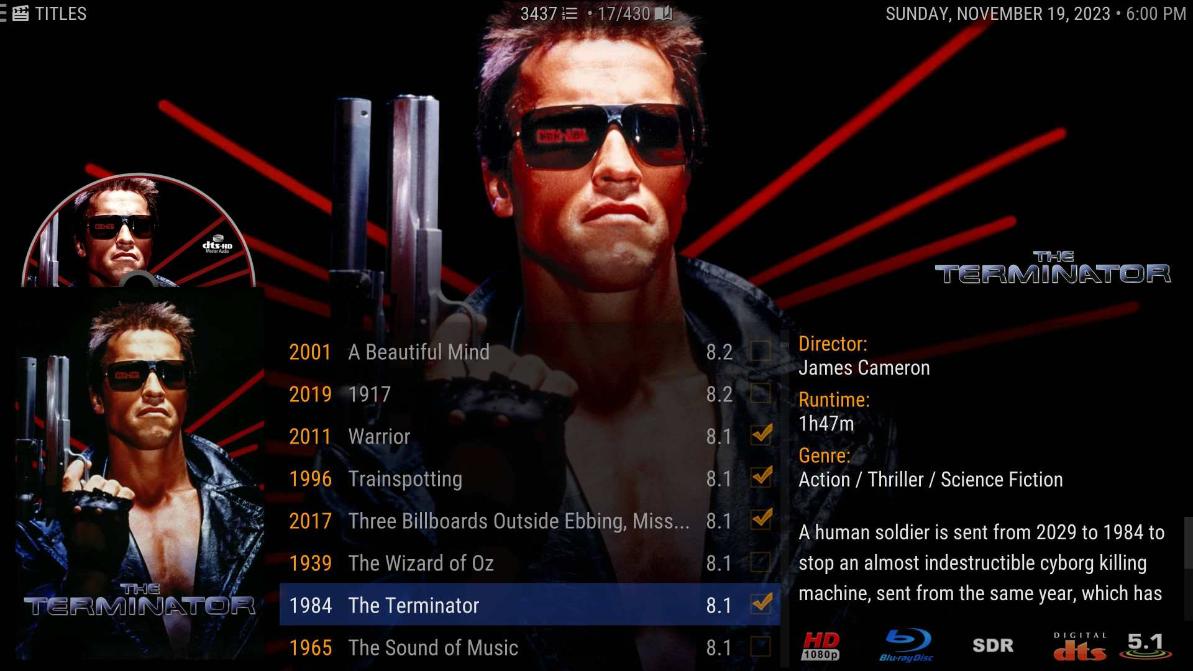 TITLES
3437 • 17/430
SUNDAY, NOVEMBER 19, 2023 • 6:00 PM
dts-HD
Master Audio
THE
TERMINATOR
THE
TERMINATOR
2001 A Beautiful Mind 8.2
2019 1917 8.2
2011 Warrior 8.1
1996 Trainspotting 8.1
2017 Three Billboards Outside Ebbing, Miss... 8.1
1939 The Wizard of Oz 8.1
1984 The Terminator 8.1
1965 The Sound of Music 8.1
Director:
James Cameron
Runtime:
1h47m
Genre:
Action / Thriller / Science Fiction
A human soldier is sent from 2029 to 1984 to
stop an almost indestructible cyborg killing
machine, sent from the same year, which has
HD
1080p
Blu-ray Disc
SDR
DIGITAL
dts
5.1